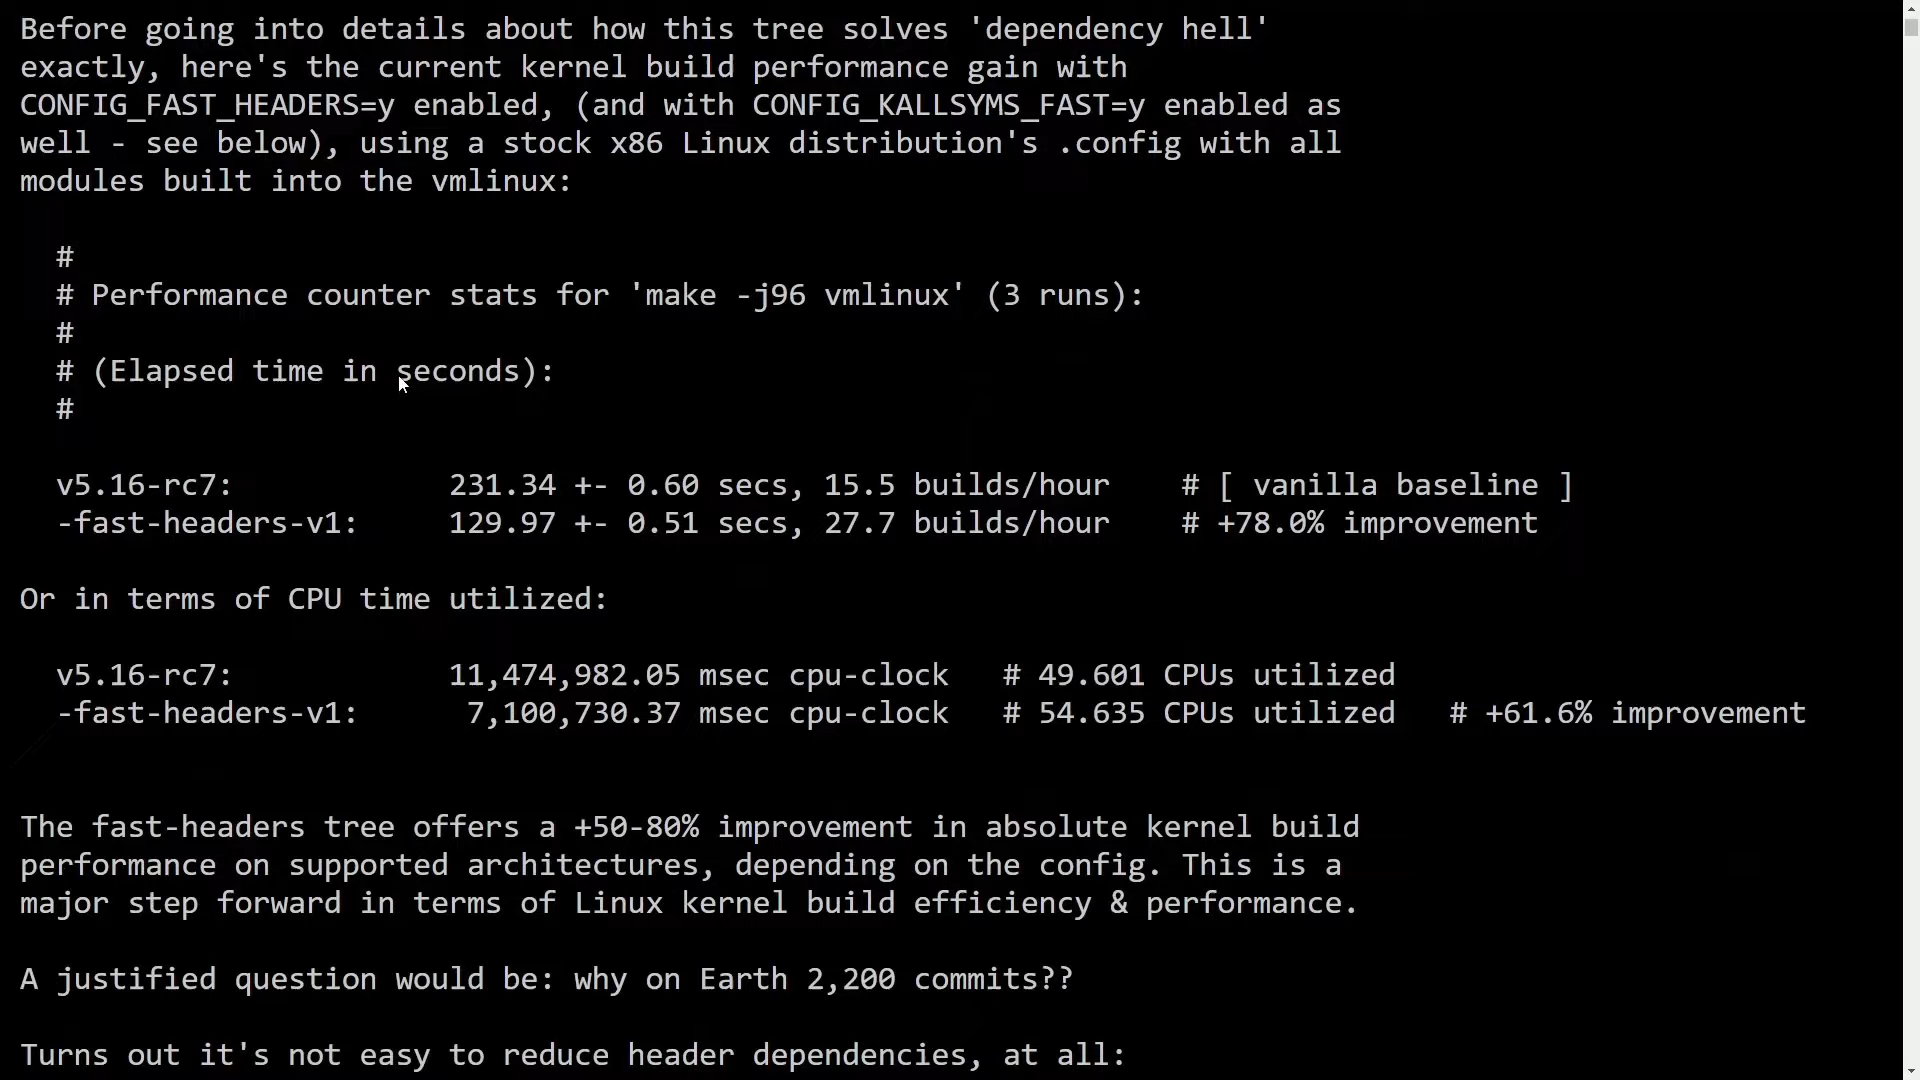 Before going into details about how this tree solves 'dependency hell'
exactly, here's the current kernel build performance gain with
CONFIG_FAST_HEADERS=y enabled, (and with CONFIG_KALLSYMS_FAST=y enabled as
well - see below), using a stock x86 Linux distribution's .config with all
modules built into the vmlinux:
#
# Performance counter stats for 'make -j96 vmlinux' (3 runs):
#
# (Elapsed time in seconds):
#
v5.16-rc7: 231.34 +- 0.60 secs, 15.5 builds/hour # [ vanilla baseline ]
-fast-headers-v1: 129.97 +- 0.51 secs, 27.7 builds/hour # +78.0% improvement
Or in terms of CPU time utilized:
v5.16-rc7: 11,474,982.05 msec cpu-clock # 49.601 CPUs utilized
-fast-headers-v1: 7,100,730.37 msec cpu-clock # 54.635 CPUs utilized # +61.6% improvement
The fast-headers tree offers a +50-80% improvement in absolute kernel build
performance on supported architectures, depending on the config. This is a
major step forward in terms of Linux kernel build efficiency & performance.
A justified question would be: why on Earth 2,200 commits??
Turns out it's not easy to reduce header dependencies, at all: